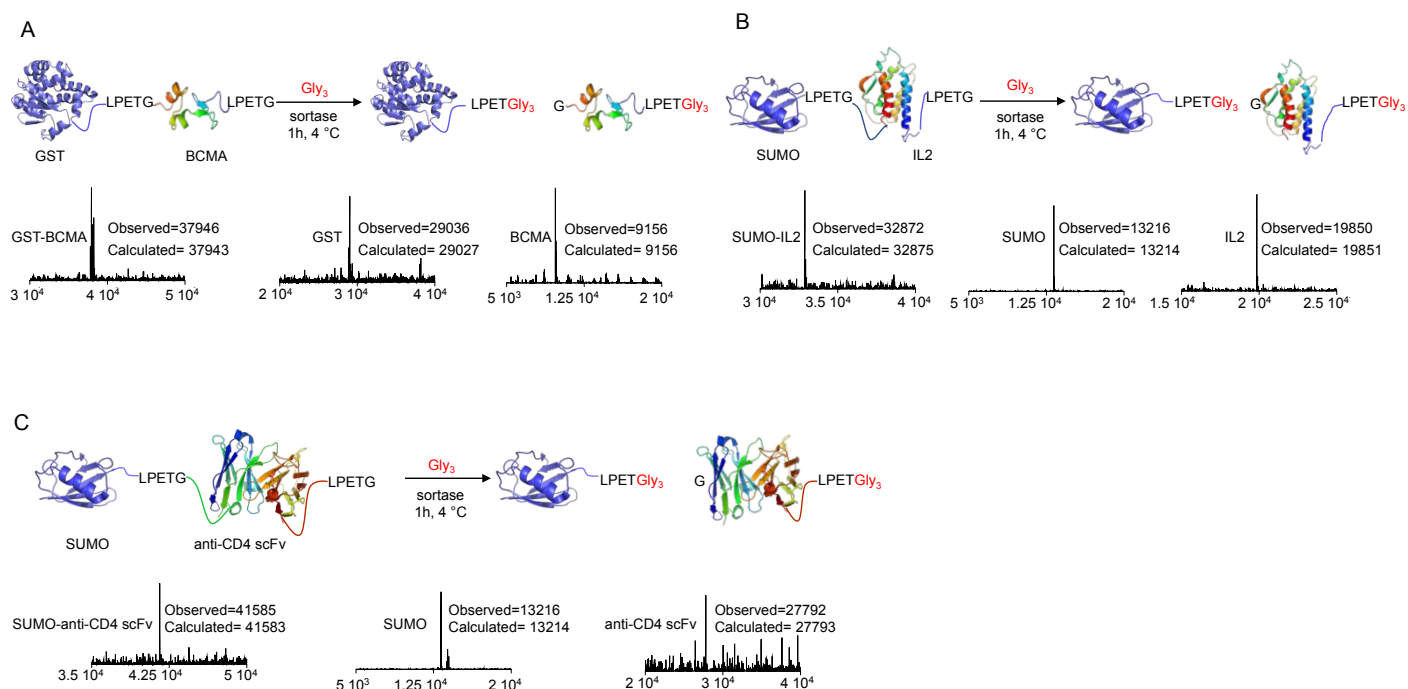 A
GST LPETG BCMA LPETG Gly3 sortase 1h, 4 °C LPETGly3 G LPETGly3
GST-BCMA
Observed=37946
Calculated= 37943
3 10⁴ 4 10⁴ 5 10⁴
GST
Observed=29036
Calculated= 29027
2 10⁴ 3 10⁴ 4 10⁴
BCMA
Observed=9156
Calculated= 9156
5 10³ 1.25 10⁴ 2 10⁴
B
SUMO LPETG IL2 LPETG Gly3 sortase 1h, 4 °C LPETGly3 G LPETGly3
SUMO-IL2
Observed=32872
Calculated= 32875
3 10⁴ 3.5 10⁴ 4 10⁴
SUMO
Observed=13216
Calculated= 13214
5 10³ 1.25 10⁴ 2 10⁴
IL2
Observed=19850
Calculated= 19851
1.5 10⁴ 2 10⁴ 2.5 10⁴
C
SUMO LPETG anti-CD4 scFv LPETG Gly3 sortase 1h, 4 °C LPETGly3 G LPETGly3
SUMO-anti-CD4 scFv
Observed=41585
Calculated= 41583
3.5 10⁴ 4.25 10⁴ 5 10⁴
SUMO
Observed=13216
Calculated= 13214
5 10³ 1.25 10⁴ 2 10⁴
anti-CD4 scFv
Observed=27792
Calculated= 27793
2 10⁴ 3 10⁴ 4 10⁴